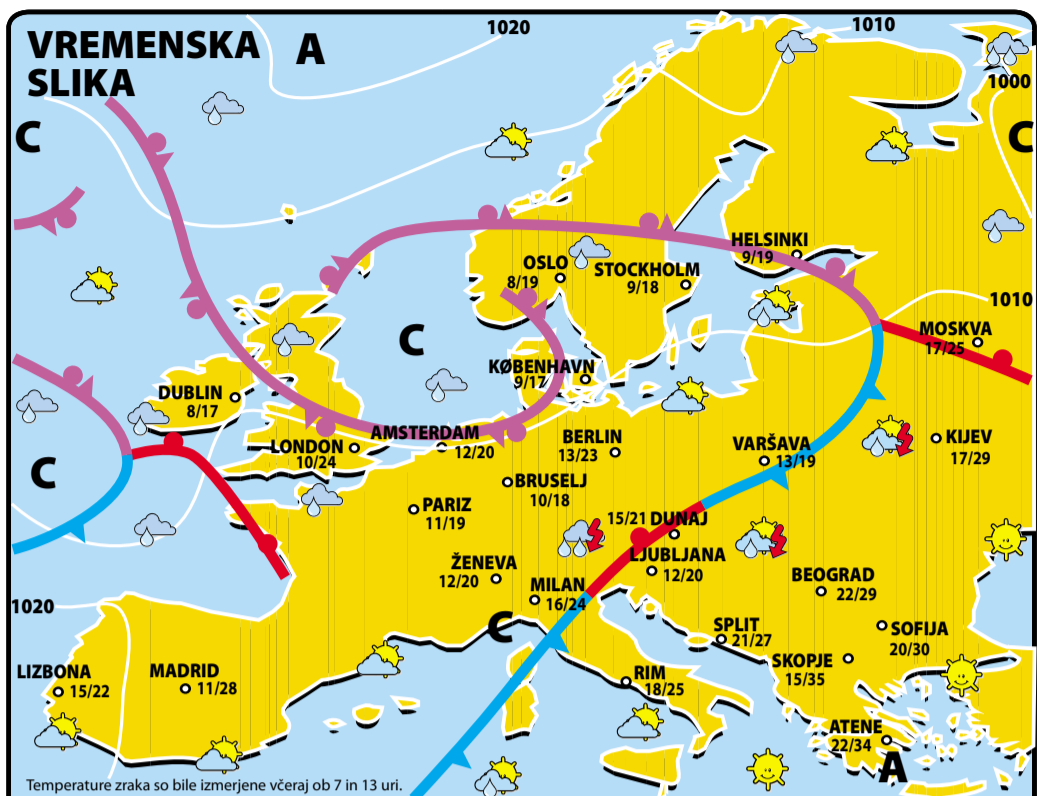 VREMENSKA
SLIKA
A
1020
1010
1000
C
C
HELSINKI
9/19
OSLO
8/19
STOCKHOLM
9/18
1010
MOSKVA
17/25
C
KØBENHAVN
9/17
DUBLIN
8/17
LONDON
10/24
AMSTERDAM
12/20
BERLIN
13/23
VARŠAVA
13/19
KIJEV
17/29
C
BRUSELJ
10/18
PARIZ
11/19
15/21 DUNAJ
LJUBLJANA
12/20
ŽENEVA
12/20
MILAN
16/24
BEOGRAD
22/29
1020
C
SPLIT
21/27
SOFIJA
20/30
SKOPJE
15/35
LIZBONA
15/22
MADRID
11/28
RIM
18/25
ATENE
22/34
A
Temperature zraka so bile izmerjene včeraj ob 7 in 13 uri.